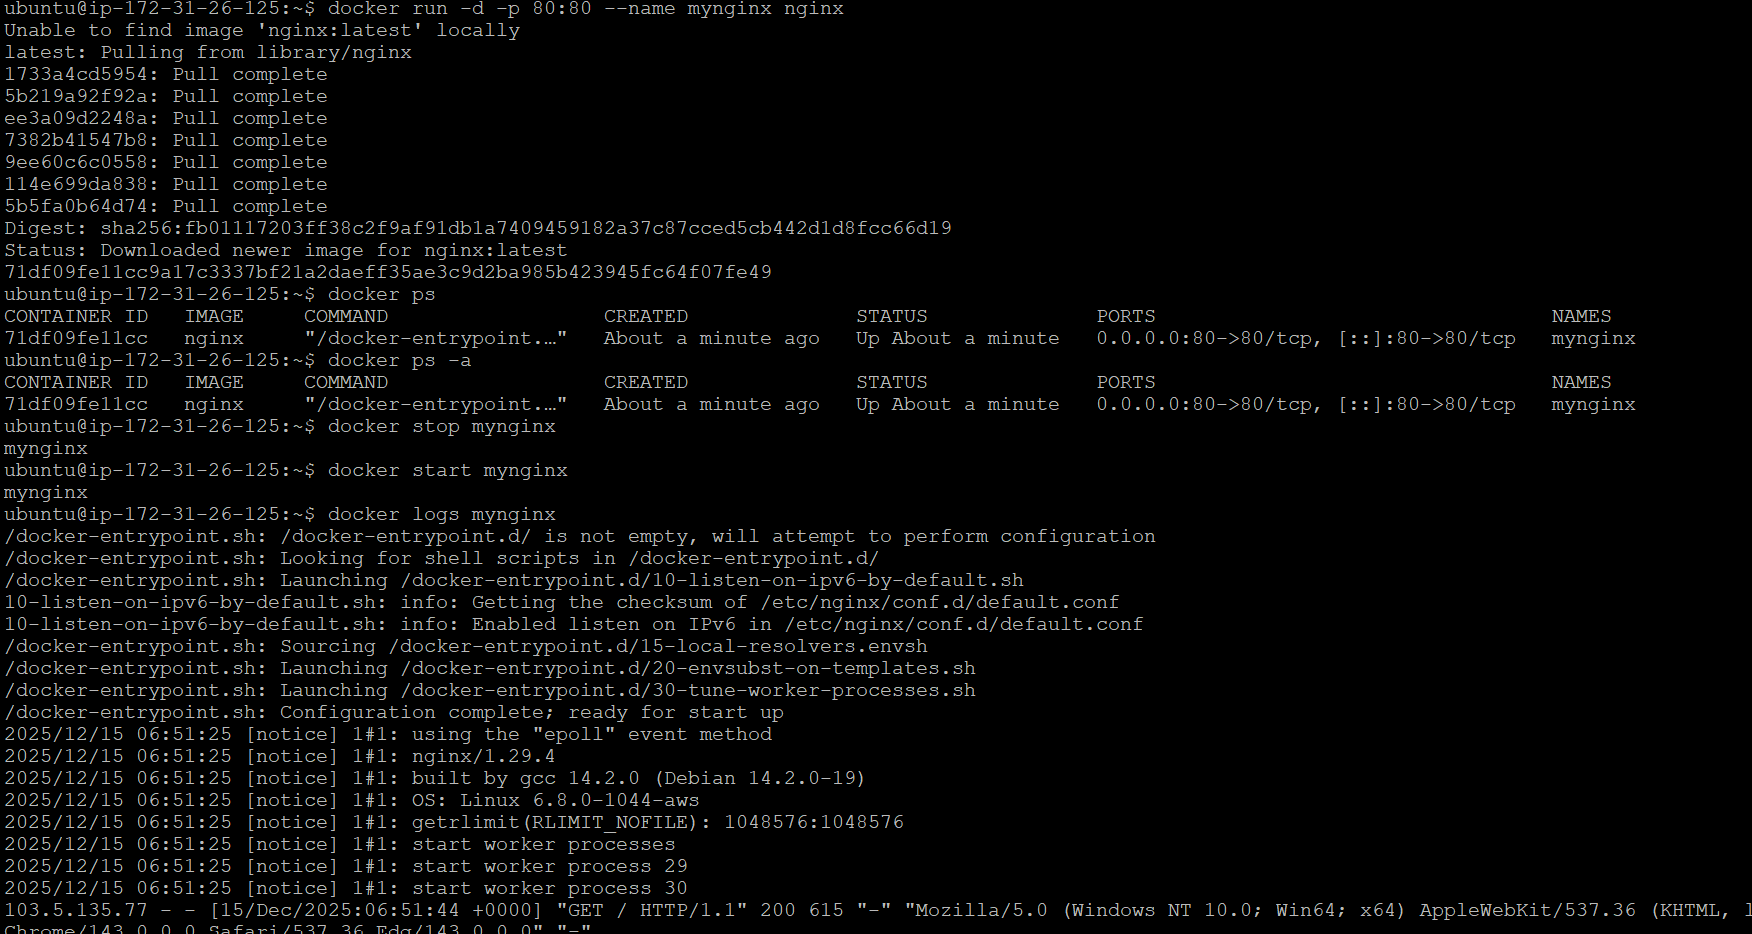 ubuntu@ip-172-31-26-125:~$ docker run -d -p 80:80 --name mynginx nginx
Unable to find image 'nginx:latest' locally
latest: Pulling from library/nginx
1733a4cd5954: Pull complete
5b219a92f92a: Pull complete
ee3a09d2248a: Pull complete
7382b41547b8: Pull complete
9ee60c6c0558: Pull complete
114e699da838: Pull complete
5b5fa0b64d74: Pull complete
Digest: sha256:fb01117203ff38c2f9af91db1a7409459182a37c87cced5cb442d1d8fcc66d19
Status: Downloaded newer image for nginx:latest
71df09fe11cc9a17c3337bf21a2daeff35ae3c9d2ba985b423945fc64f07fe49
ubuntu@ip-172-31-26-125:~$ docker ps
CONTAINER ID   IMAGE     COMMAND                  CREATED              STATUS              PORTS                                 NAMES
71df09fe11cc   nginx     "/docker-entrypoint.…"   About a minute ago   Up About a minute   0.0.0.0:80->80/tcp, [::]:80->80/tcp   mynginx
ubuntu@ip-172-31-26-125:~$ docker ps -a
CONTAINER ID   IMAGE     COMMAND                  CREATED              STATUS              PORTS                                 NAMES
71df09fe11cc   nginx     "/docker-entrypoint.…"   About a minute ago   Up About a minute   0.0.0.0:80->80/tcp, [::]:80->80/tcp   mynginx
ubuntu@ip-172-31-26-125:~$ docker stop mynginx
mynginx
ubuntu@ip-172-31-26-125:~$ docker start mynginx
mynginx
ubuntu@ip-172-31-26-125:~$ docker logs mynginx
/docker-entrypoint.sh: /docker-entrypoint.d/ is not empty, will attempt to perform configuration
/docker-entrypoint.sh: Looking for shell scripts in /docker-entrypoint.d/
/docker-entrypoint.sh: Launching /docker-entrypoint.d/10-listen-on-ipv6-by-default.sh
10-listen-on-ipv6-by-default.sh: info: Getting the checksum of /etc/nginx/conf.d/default.conf
10-listen-on-ipv6-by-default.sh: info: Enabled listen on IPv6 in /etc/nginx/conf.d/default.conf
/docker-entrypoint.sh: Sourcing /docker-entrypoint.d/15-local-resolvers.envsh
/docker-entrypoint.sh: Launching /docker-entrypoint.d/20-envsubst-on-templates.sh
/docker-entrypoint.sh: Launching /docker-entrypoint.d/30-tune-worker-processes.sh
/docker-entrypoint.sh: Configuration complete; ready for start up
2025/12/15 06:51:25 [notice] 1#1: using the "epoll" event method
2025/12/15 06:51:25 [notice] 1#1: nginx/1.29.4
2025/12/15 06:51:25 [notice] 1#1: built by gcc 14.2.0 (Debian 14.2.0-19)
2025/12/15 06:51:25 [notice] 1#1: OS: Linux 6.8.0-1044-aws
2025/12/15 06:51:25 [notice] 1#1: getrlimit(RLIMIT_NOFILE): 1048576:1048576
2025/12/15 06:51:25 [notice] 1#1: start worker processes
2025/12/15 06:51:25 [notice] 1#1: start worker process 29
2025/12/15 06:51:25 [notice] 1#1: start worker process 30
103.5.135.77 - - [15/Dec/2025:06:51:44 +0000] "GET / HTTP/1.1" 200 615 "-" "Mozilla/5.0 (Windows NT 10.0; Win64; x64) AppleWebKit/537.36 (KHTML, l
Chrome/143.0.0.0 Safari/537.36 Edg/143.0.0.0" "-"